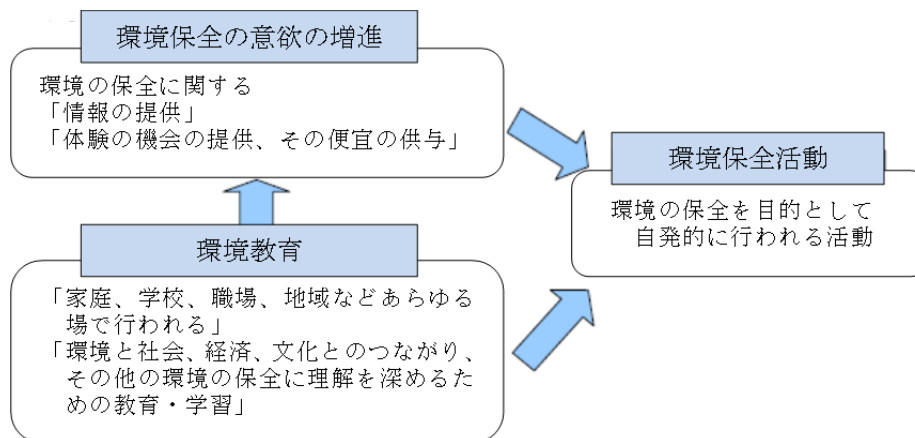 環境保全の意欲の増進
環境の保全に関する
「情報の提供」
「体験の機会の提供、その便宜の供与」
環境保全活動
環境の保全を目的として
自発的に行われる活動
環境教育
「家庭、学校、職場、地域などあらゆる
場で行われる」
「環境と社会、経済、文化とのつながり、
その他の環境の保全に理解を深めるた
めの教育・学習」